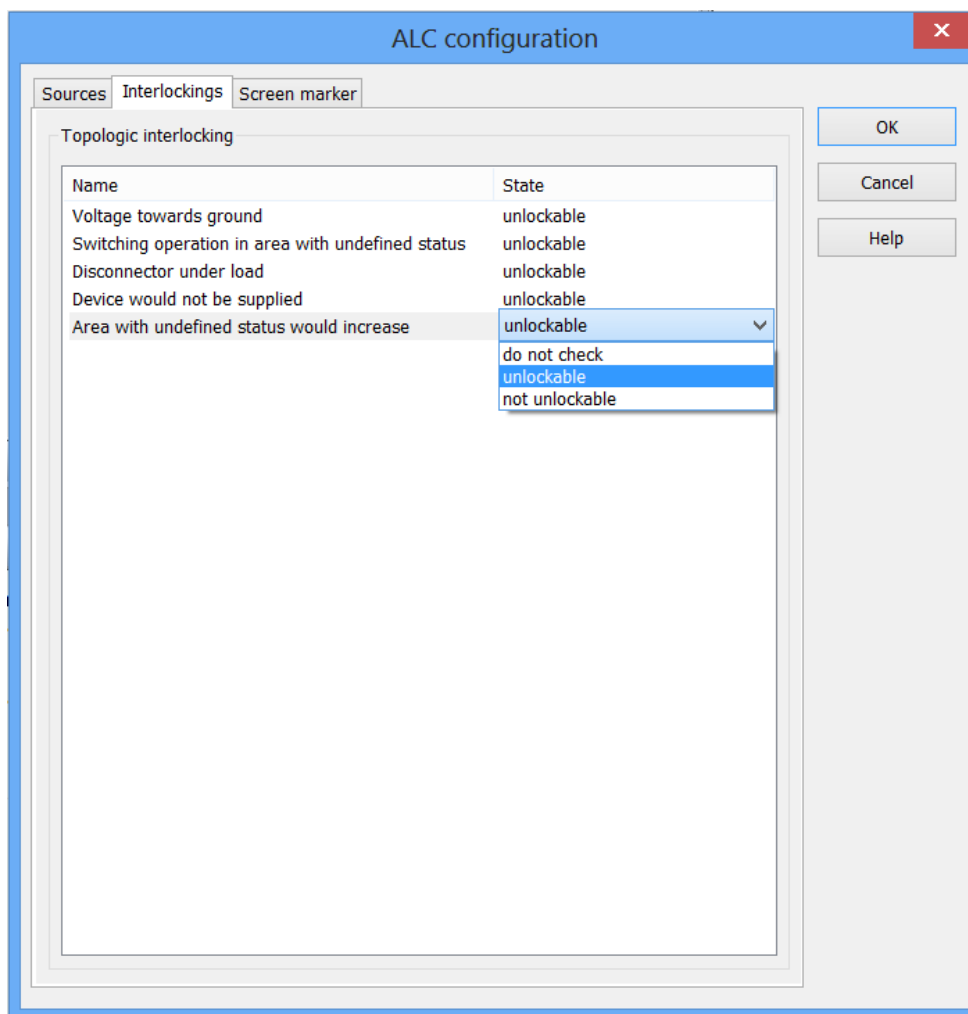 ALC configuration
Sources Interlockings Screen marker
OK
Topologic interlocking
Name State
Cancel
Voltage towards ground unlockable
Switching operation in area with undefined status unlockable
Help
Disconnector under load unlockable
Device would not be supplied unlockable
Area with undefined status would increase unlockable
do not check
unlockable
not unlockable